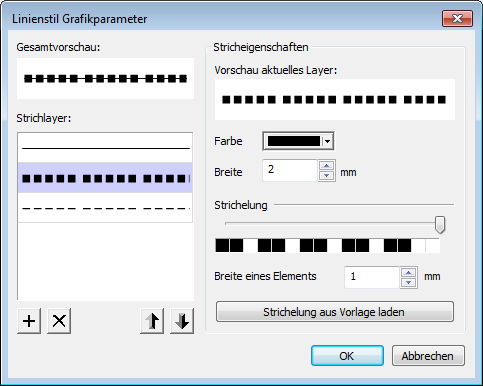 Linienstil Grafikparameter
Gesamtvorschau:
Strichlayer:
Stricheigenschaften
Vorschau aktuelles Layer:
Farbe
Breite 2 mm
Strichelung
Breite eines Elements 1 mm
Strichelung aus Vorlage laden
OK Abbrechen